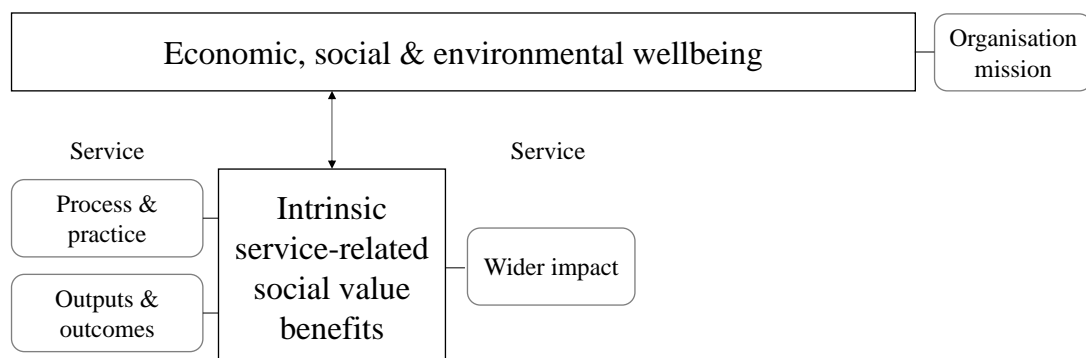 Economic, social & environmental wellbeing
Organisation
mission
Service
Service
Process &
practice
Intrinsic
service-related
social value
benefits
Wider impact
Outputs &
outcomes